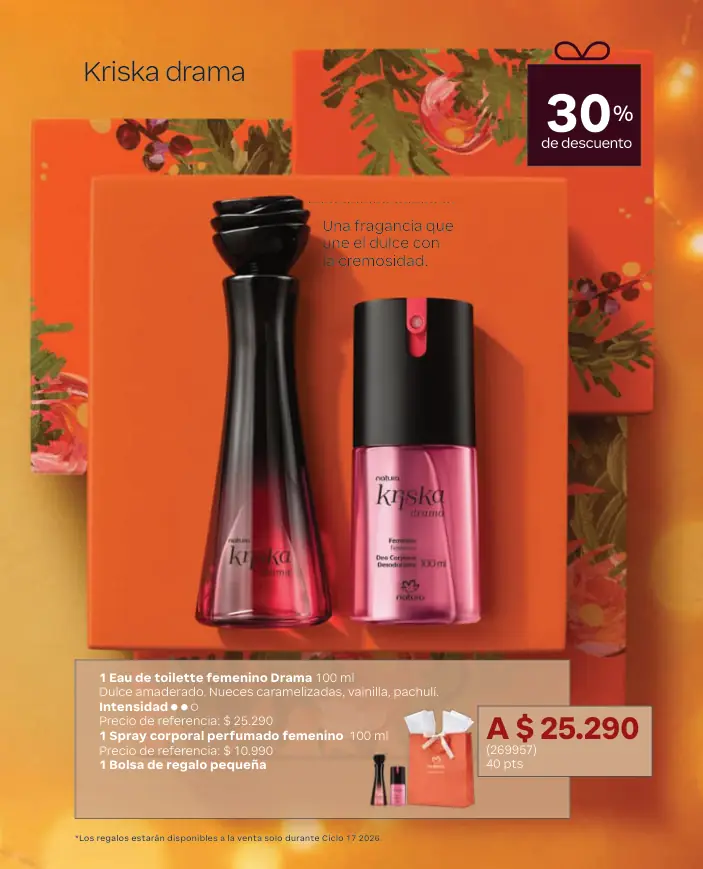 Kriska drama
30%
de descuento
Una fragancia que
une el dulce con
la cremosidad.
natura
kriska
drama
natura
kriska
drama
Femenino
Deo Corporal
Desodorante 100 ml
natura
1 Eau de toilette femenino Drama 100 ml
Dulce amaderado. Nueces caramelizadas, vainilla, pachulí.
Intensidad ●●○
Precio de referencia: $ 25.290
1 Spray corporal perfumado femenino 100 ml
Precio de referencia: $ 10.990
1 Bolsa de regalo pequeña
A $ 25.290
(269957)
40 pts
*Los regalos estarán disponibles a la venta solo durante Ciclo 17 2026.